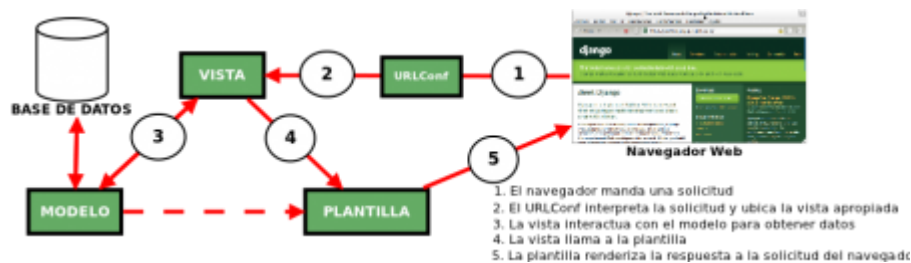 django
VISTA
2
URLConf
1
BASE DE DATOS
3
4
Navegador Web
5
MODELO
PLANTILLA
1. El navegador manda una solicitud
2. El URLConf interpreta la solicitud y ubica la vista apropiada
3. La vista interactua con el modelo para obtener datos
4. La vista llama a la plantilla
5. La plantilla renderiza la respuesta a la solicitud del navegado